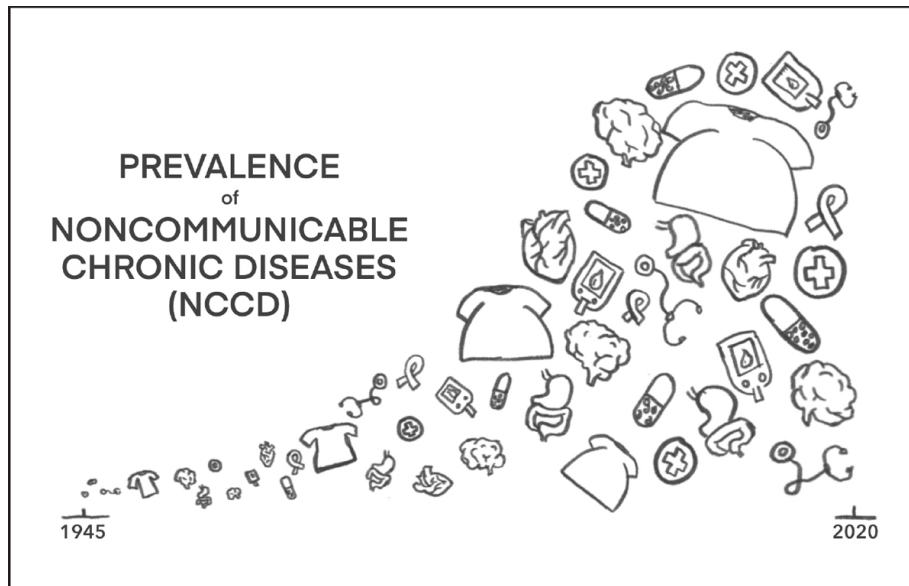 PREVALENCE
of
NONCOMMUNICABLE
CHRONIC DISEASES
(NCCD)
1945
2020